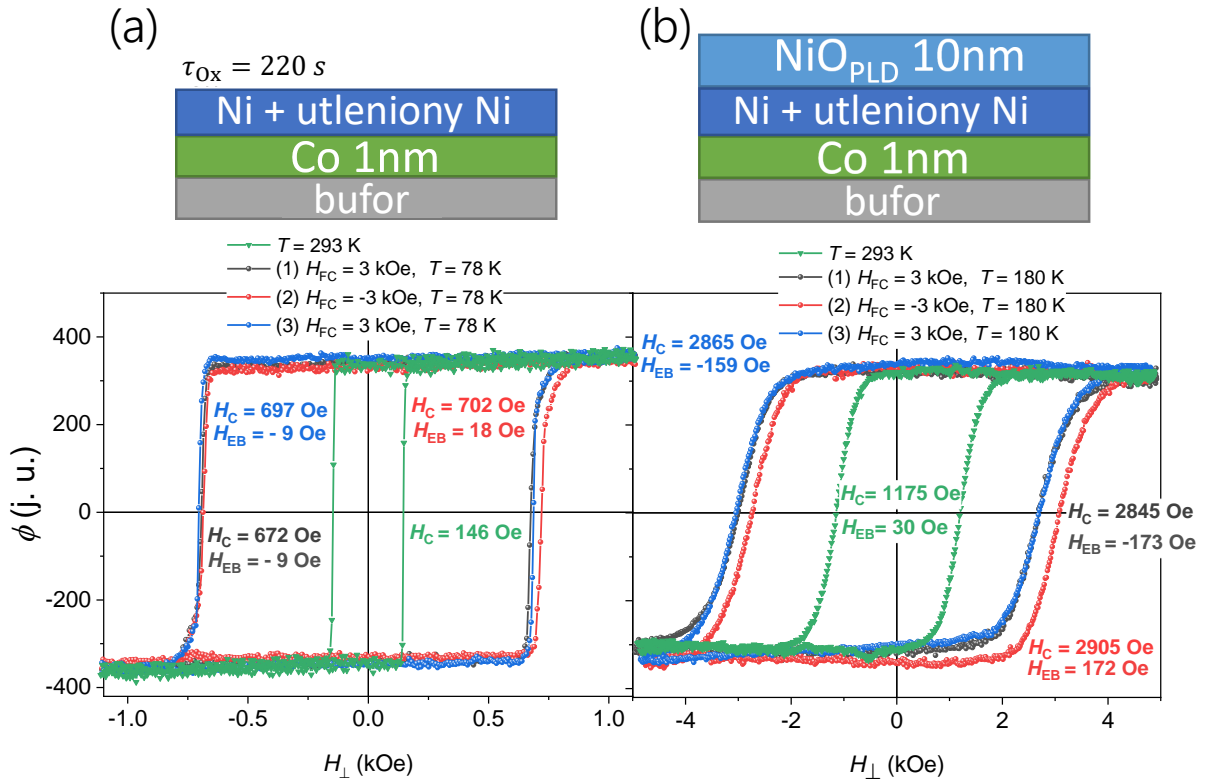 (a)
τOx = 220 s
Ni + utleniony Ni
Co 1nm
bufor
T = 293 K
(1) HFC = 3 kOe, T = 78 K
(2) HFC = -3 kOe, T = 78 K
(3) HFC = 3 kOe, T = 78 K
400
200
0
-200
-400
ϕ (j. u.)
HC = 697 Oe
HEB = - 9 Oe
HC = 702 Oe
HEB = 18 Oe
HC = 672 Oe
HEB = - 9 Oe
HC = 146 Oe
-1.0
-0.5
0.0
0.5
1.0
H⊥ (kOe)
(b)
NiOPLD 10nm
Ni + utleniony Ni
Co 1nm
bufor
T = 293 K
(1) HFC = 3 kOe, T = 180 K
(2) HFC = -3 kOe, T = 180 K
(3) HFC = 3 kOe, T = 180 K
HC = 2865 Oe
HEB = -159 Oe
HC = 1175 Oe
HEB = 30 Oe
HC = 2845 Oe
HEB = -173 Oe
HC = 2905 Oe
HEB = 172 Oe
-4
-2
0
2
4
H⊥ (kOe)